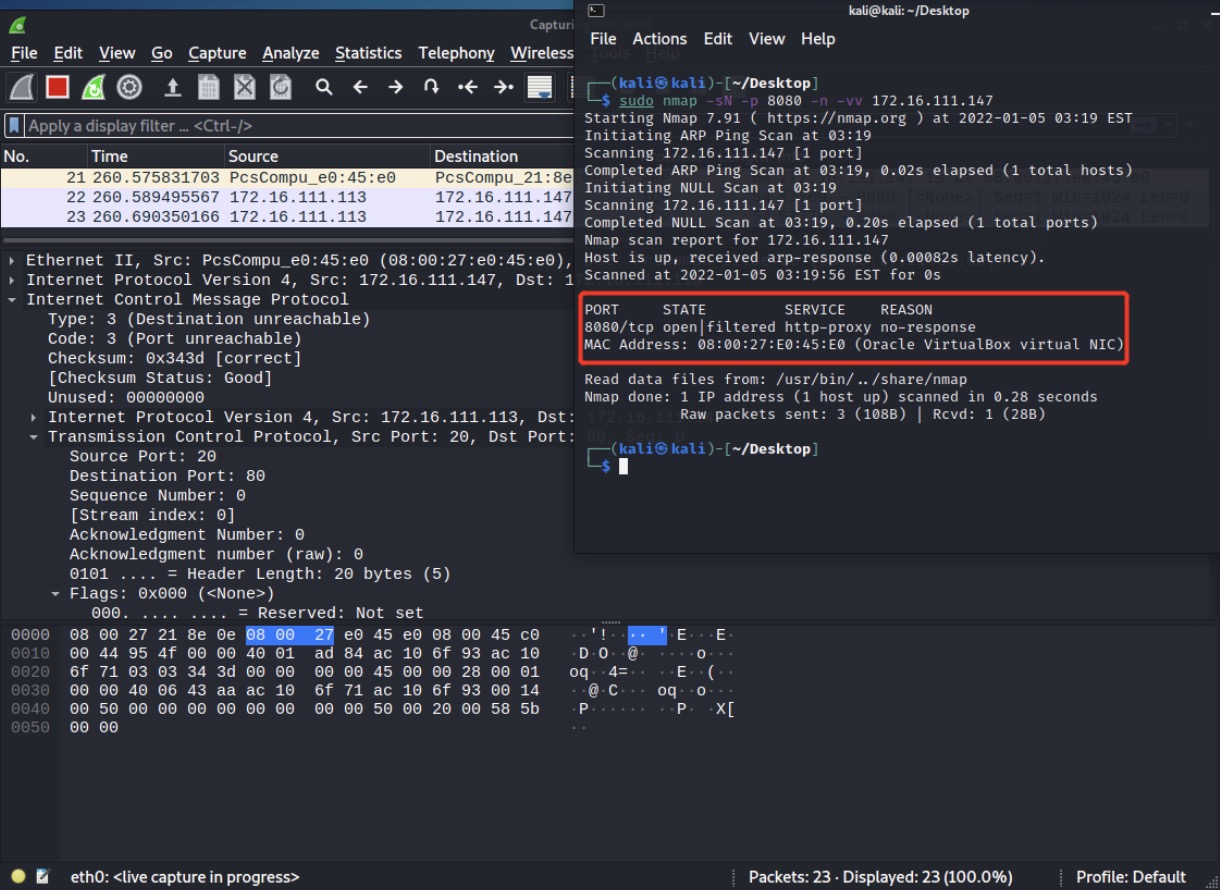 Capturi
File Edit View Go Capture Analyze Statistics Telephony Wireless Tools Help
Apply a display filter … <Ctrl-/>
No. Time Source Destination
21 260.575831703 PcsCompu_e0:45:e0 PcsCompu_21:8e
22 260.589495567 172.16.111.113 172.16.111.147
23 260.690350166 172.16.111.113 172.16.111.147
Ethernet II, Src: PcsCompu_e0:45:e0 (08:00:27:e0:45:e0),
Internet Protocol Version 4, Src: 172.16.111.147, Dst: 1
Internet Control Message Protocol
Type: 3 (Destination unreachable)
Code: 3 (Port unreachable)
Checksum: 0x343d [correct]
[Checksum Status: Good]
Unused: 00000000
Internet Protocol Version 4, Src: 172.16.111.113, Dst:
Transmission Control Protocol, Src Port: 20, Dst Port:
Source Port: 20
Destination Port: 80
Sequence Number: 0
[Stream index: 0]
Acknowledgment Number: 0
Acknowledgment number (raw): 0
0101 .... = Header Length: 20 bytes (5)
Flags: 0x000 (<None>)
000. .... .... = Reserved: Not set
0000 08 00 27 21 8e 0e 08 00 27 e0 45 e0 08 00 45 c0 ··'!·· ··'·E···E·
0010 00 44 95 4f 00 00 40 01 ad 84 ac 10 6f 93 ac 10 ·D·O··@· ····o···
0020 6f 71 03 03 34 3d 00 00 00 00 45 00 00 28 00 01 oq··4=·· ··E··(··
0030 00 00 40 06 43 aa ac 10 6f 71 ac 10 6f 93 00 14 ··@·C··· oq··o···
0040 00 50 00 00 00 00 00 00 00 00 50 00 20 00 58 5b ·P······ ··P· ·X[
0050 00 00 ··
eth0: <live capture in progress>
Packets: 23 · Displayed: 23 (100.0%)
Profile: Default
kali@kali: ~/Desktop
File Actions Edit View Help
┌──(kali㉿kali)-[~/Desktop]
└─$ sudo nmap -sN -p 8080 -n -vv 172.16.111.147
Starting Nmap 7.91 ( https://nmap.org ) at 2022-01-05 03:19 EST
Initiating ARP Ping Scan at 03:19
Scanning 172.16.111.147 [1 port]
Completed ARP Ping Scan at 03:19, 0.02s elapsed (1 total hosts)
Initiating NULL Scan at 03:19
Scanning 172.16.111.147 [1 port]
Completed NULL Scan at 03:19, 0.20s elapsed (1 total ports)
Nmap scan report for 172.16.111.147
Host is up, received arp-response (0.00082s latency).
Scanned at 2022-01-05 03:19:56 EST for 0s
PORT STATE SERVICE REASON
8080/tcp open|filtered http-proxy no-response
MAC Address: 08:00:27:E0:45:E0 (Oracle VirtualBox virtual NIC)
Read data files from: /usr/bin/../share/nmap
Nmap done: 1 IP address (1 host up) scanned in 0.28 seconds
Raw packets sent: 3 (108B) | Rcvd: 1 (28B)
┌──(kali㉿kali)-[~/Desktop]
└─$